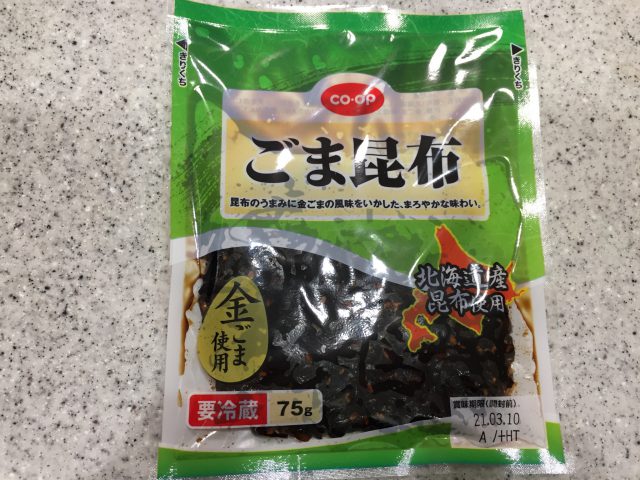 きりくち
きりくち
CO-OP
ごま昆布
昆布のうまみに金ごまの風味をいかした、まろやかな味わい。
北海道産
昆布使用
金ごま
使用
要冷蔵 75g
賞味期限(開封前)
21.03.10
A /+HT